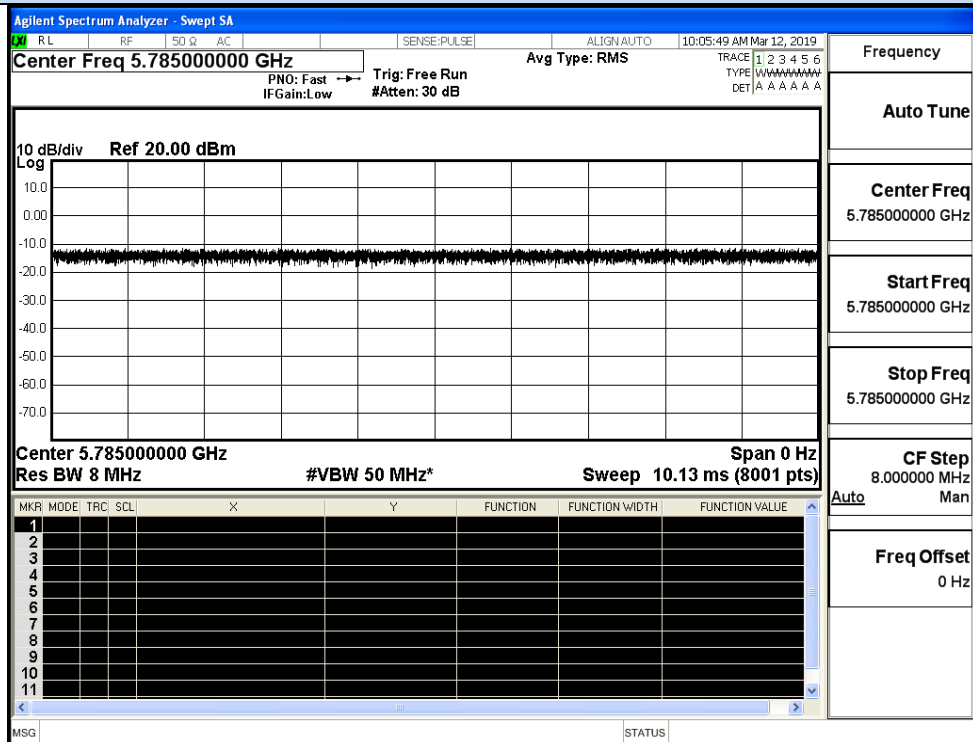 Agilent Spectrum Analyzer - Swept SA
LXI RL RF 50 Ω AC SENSE:PULSE ALIGN AUTO 10:05:49 AM Mar 12, 2019
Center Freq 5.785000000 GHz
PNO: Fast
IFGain:Low
Trig: Free Run
#Atten: 30 dB
Avg Type: RMS
TRACE 1 2 3 4 5 6
TYPE WWWWWWW
DET A A A A A A
10 dB/div Ref 20.00 dBm
Log
10.0
0.00
-10.0
-20.0
-30.0
-40.0
-50.0
-60.0
-70.0
Center 5.785000000 GHz Span 0 Hz
Res BW 8 MHz #VBW 50 MHz* Sweep 10.13 ms (8001 pts)
MKR MODE TRC SCL X Y FUNCTION FUNCTION WIDTH FUNCTION VALUE
1
2
3
4
5
6
7
8
9
10
11
MSG STATUS
Frequency
Auto Tune
Center Freq
5.785000000 GHz
Start Freq
5.785000000 GHz
Stop Freq
5.785000000 GHz
CF Step
8.000000 MHz
Auto Man
Freq Offset
0 Hz